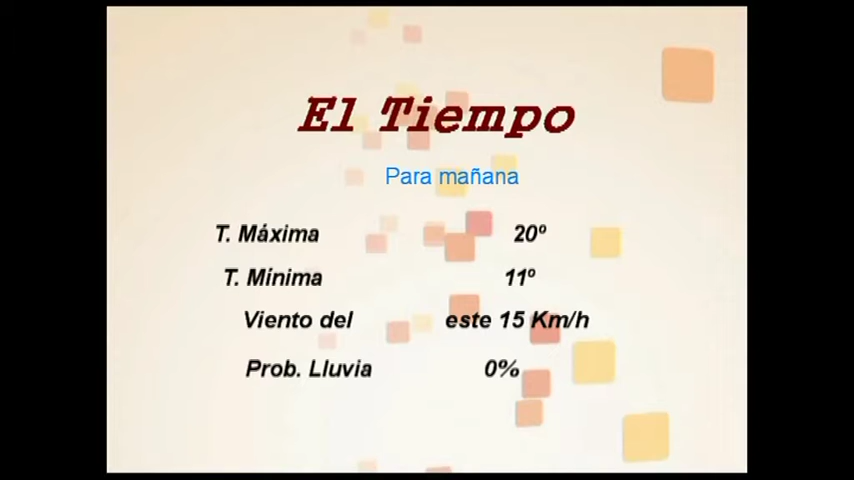 El Tiempo
Para mañana
T. Máxima 20º
T. Mínima 11º
Viento del este 15 Km/h
Prob. Lluvia 0%